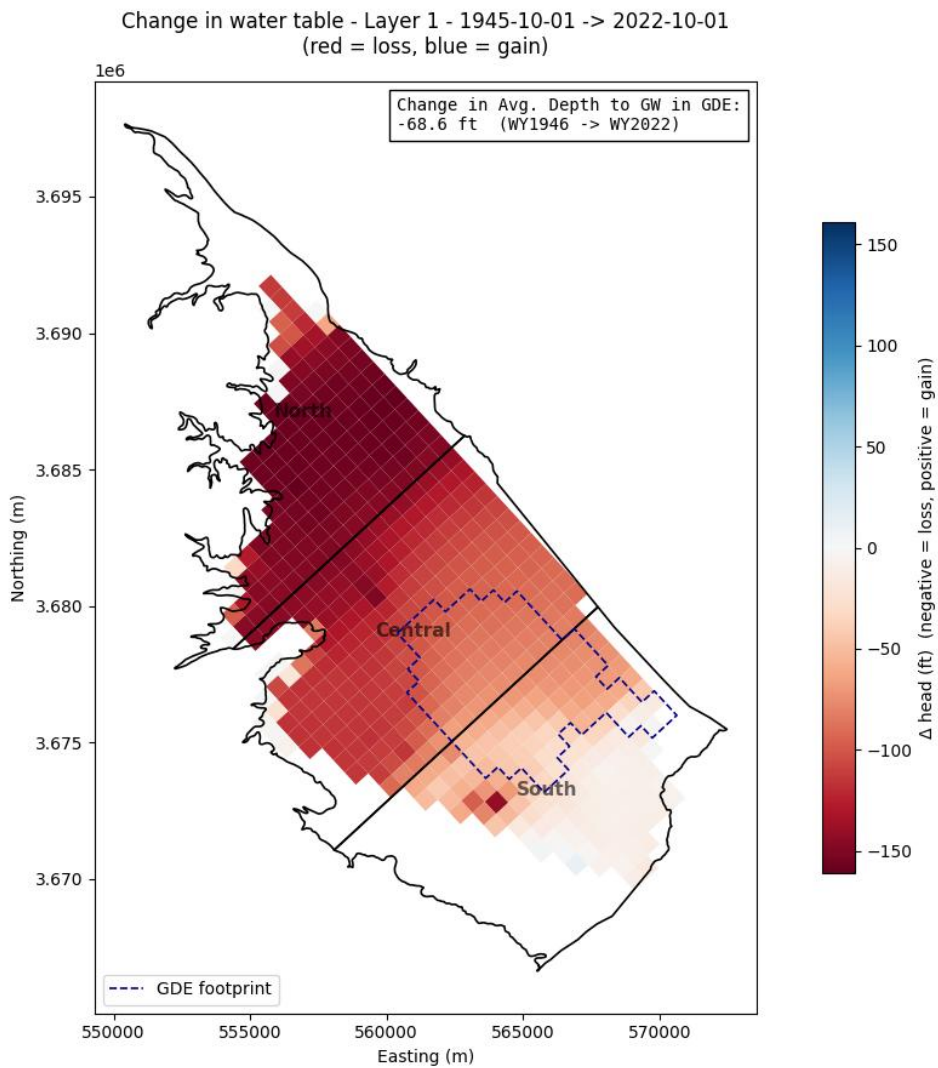 Change in water table - Layer 1 - 1945-10-01 -> 2022-10-01
(red = loss, blue = gain)
1e6
Change in Avg. Depth to GW in GDE:
-68.6 ft  (WY1946 -> WY2022)
3.695
3.690
3.685
3.680
3.675
3.670
Northing (m)
North
Central
South
GDE footprint
550000
555000
560000
565000
570000
Easting (m)
150
100
50
0
−50
−100
−150
Δ head (ft)  (negative = loss, positive = gain)